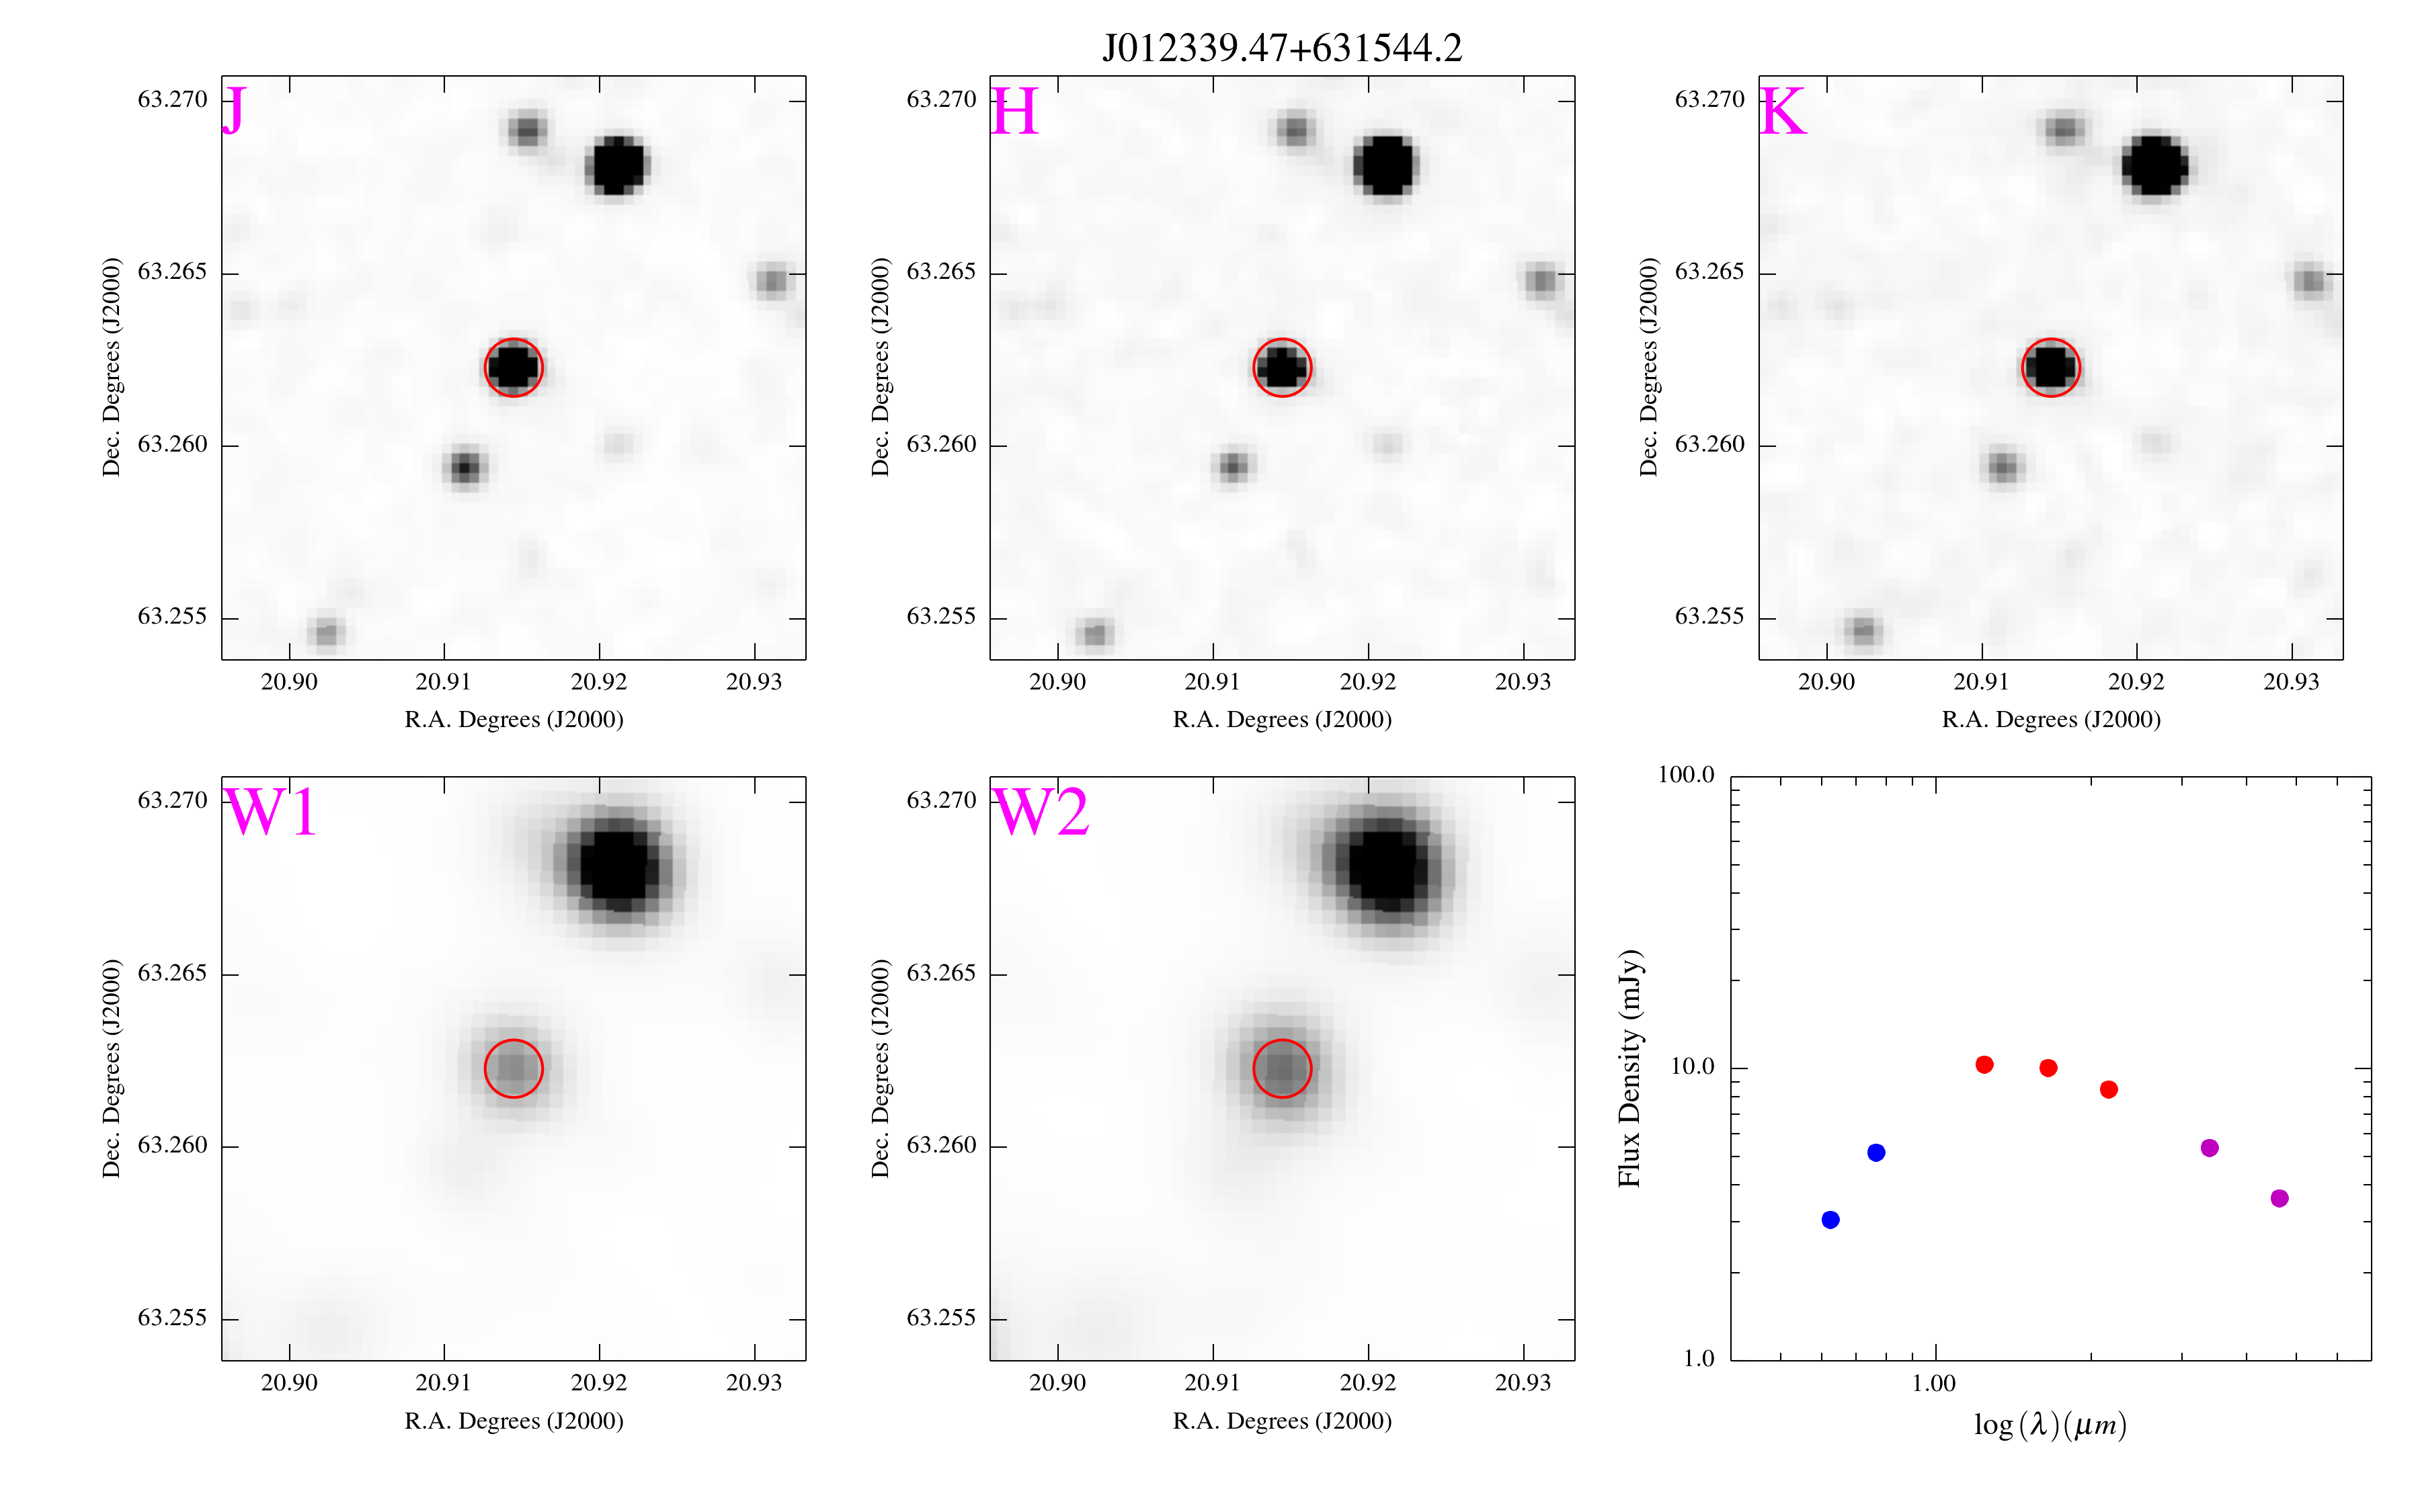 J012339.47+631544.2
J
63.270
63.265
63.260
63.255
Dec. Degrees (J2000)
20.90 20.91 20.92 20.93
R.A. Degrees (J2000)
H
63.270
63.265
63.260
63.255
Dec. Degrees (J2000)
20.90 20.91 20.92 20.93
R.A. Degrees (J2000)
K
63.270
63.265
63.260
63.255
Dec. Degrees (J2000)
20.90 20.91 20.92 20.93
R.A. Degrees (J2000)
W1
63.270
63.265
63.260
63.255
Dec. Degrees (J2000)
20.90 20.91 20.92 20.93
R.A. Degrees (J2000)
W2
63.270
63.265
63.260
63.255
Dec. Degrees (J2000)
20.90 20.91 20.92 20.93
R.A. Degrees (J2000)
100.0
10.0
1.0
Flux Density (mJy)
1.00
log (λ)(μm)